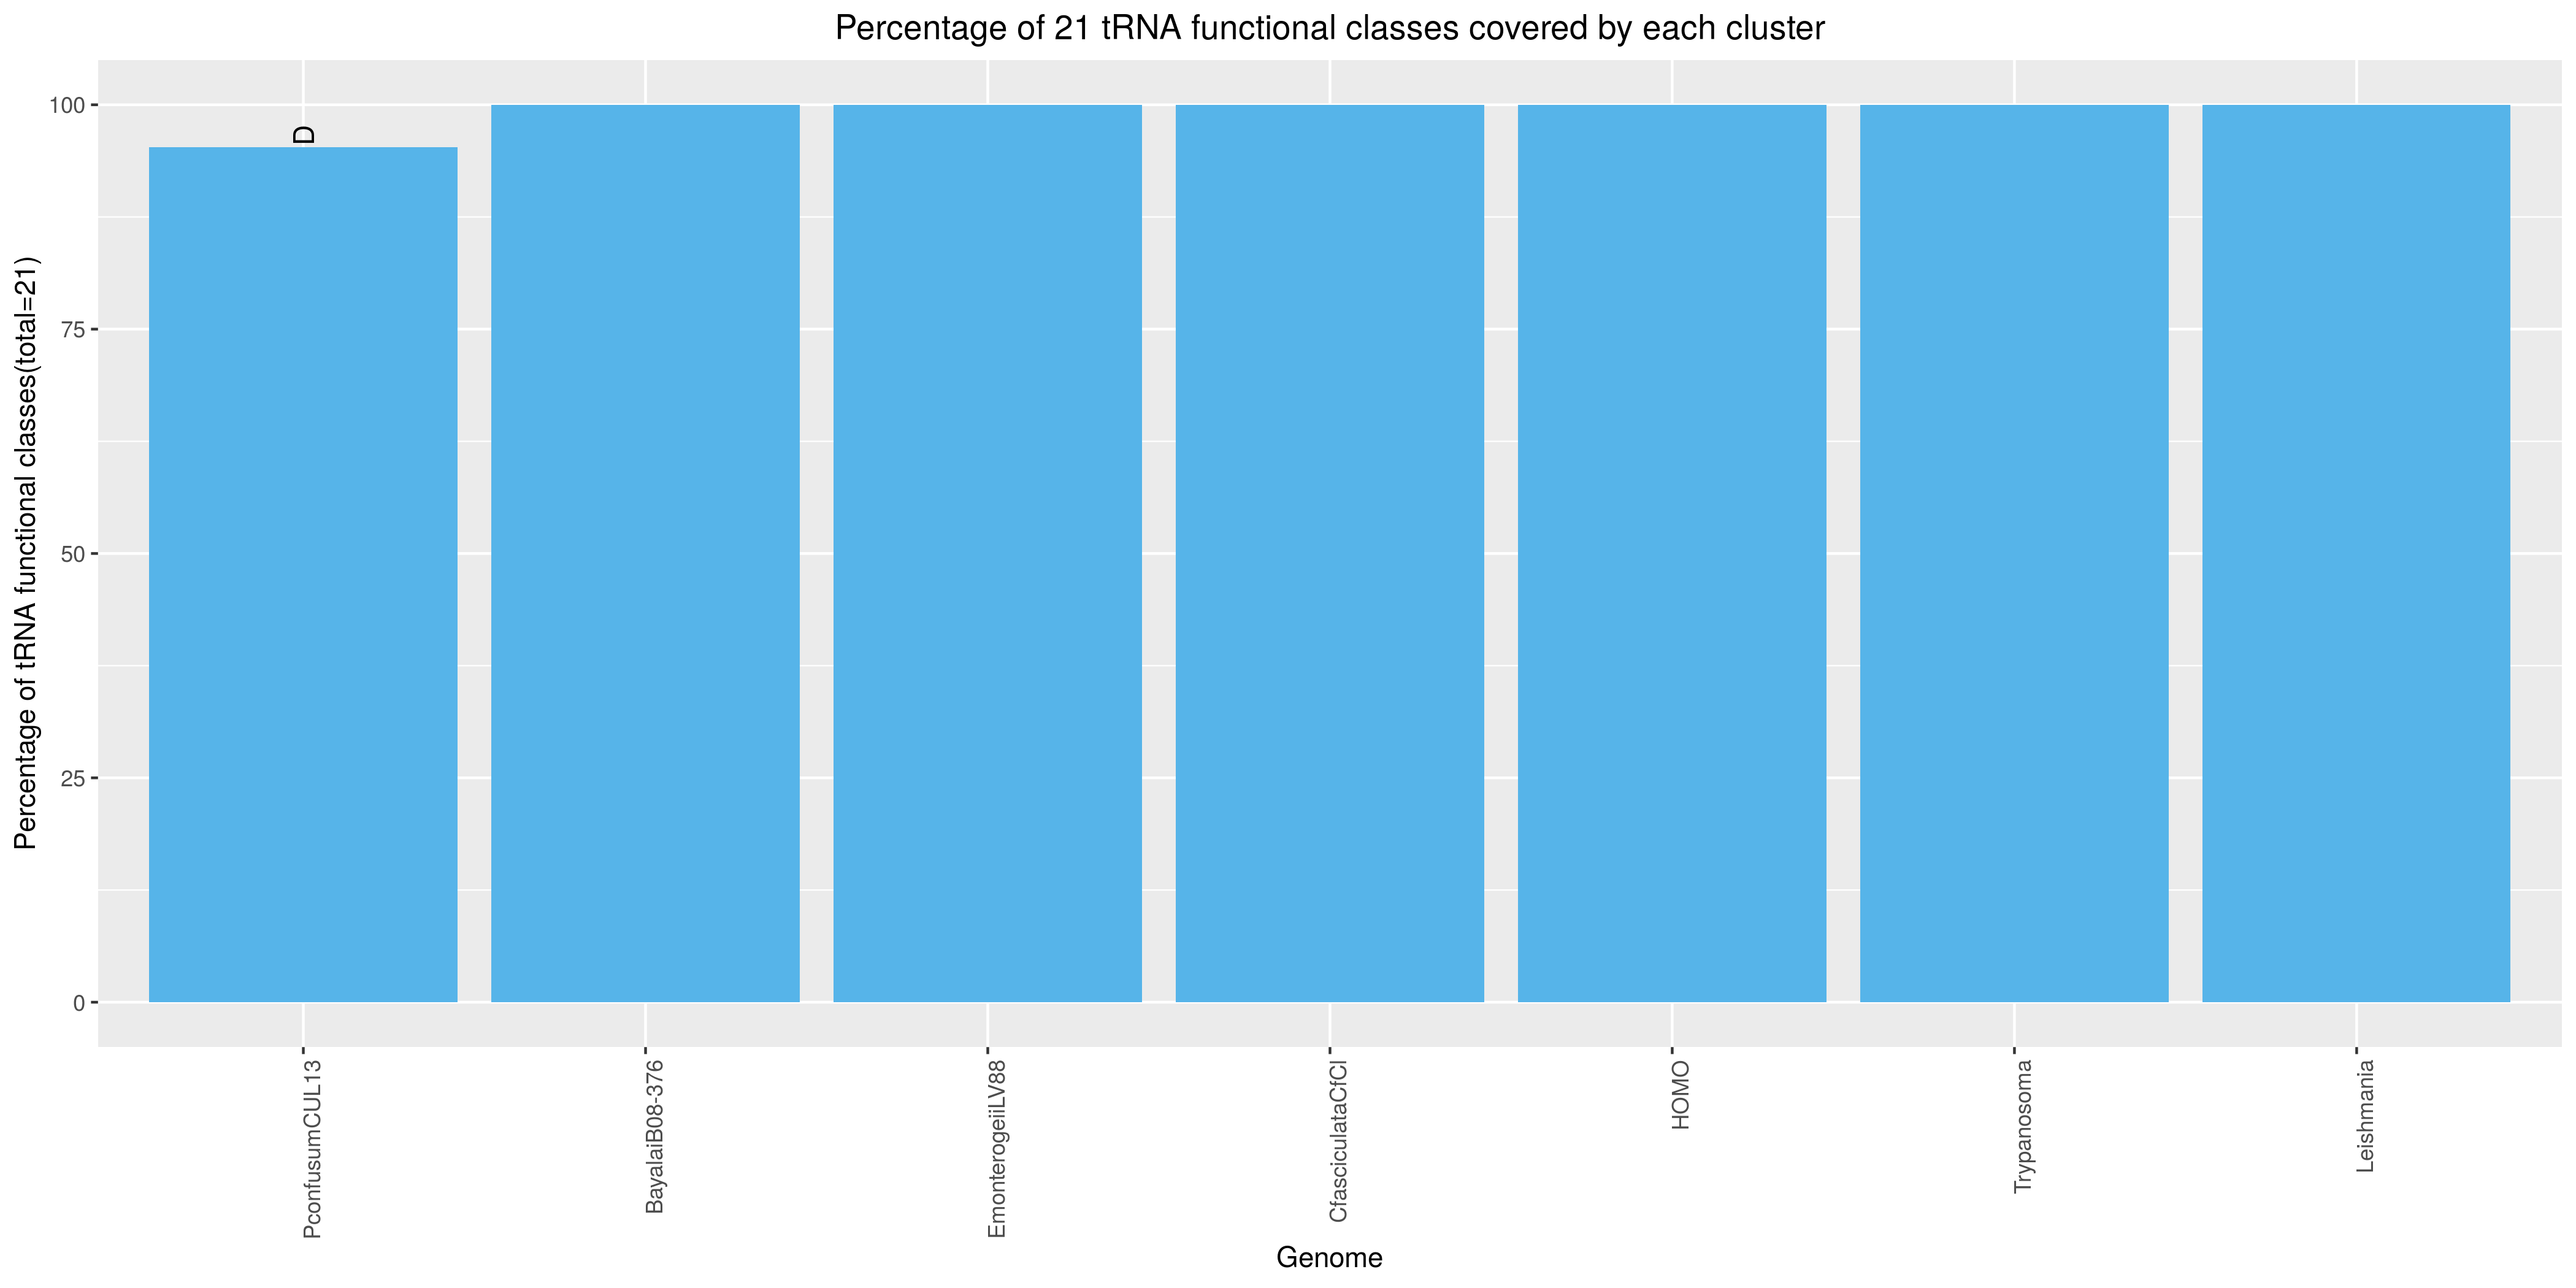 Percentage of 21 tRNA functional classes covered by each cluster
Percentage of tRNA functional classes(total=21)
100
75
50
25
0
D
PconfusumCUL13
BayalaiB08-376
EmonterogeiiLV88
CfasciculataCfCl
HOMO
Trypanosoma
Leishmania
Genome